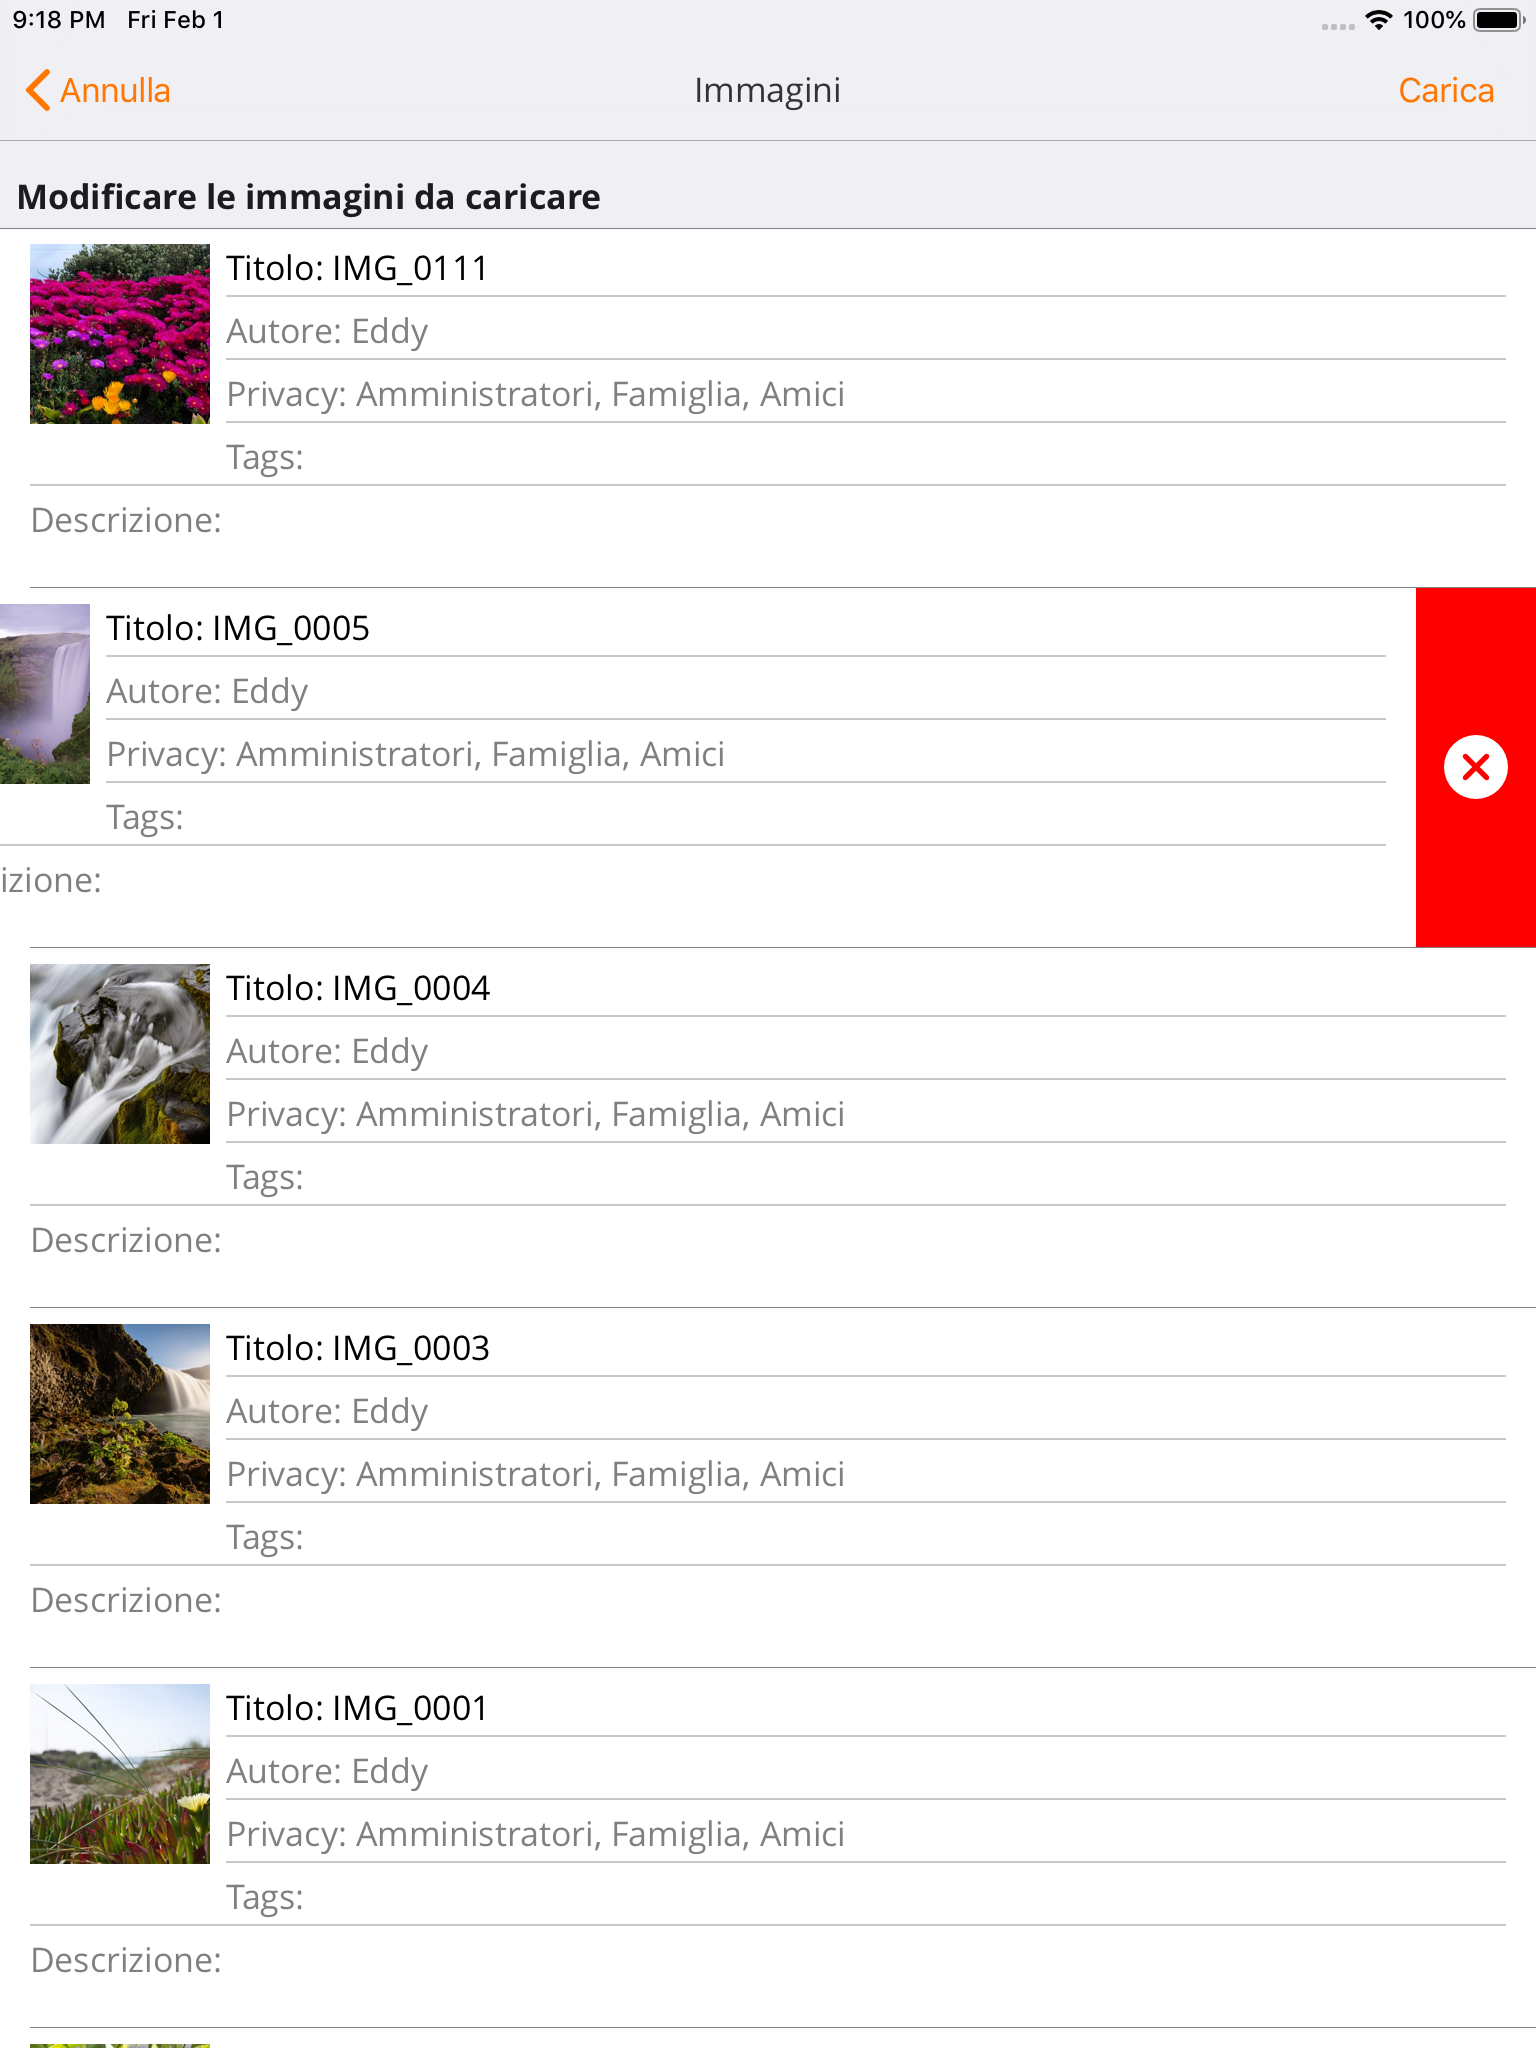 9:18 PM Fri Feb 1 100%
Annulla Immagini Carica
Modificare le immagini da caricare
Titolo: IMG_0111
Autore: Eddy
Privacy: Amministratori, Famiglia, Amici
Tags:
Descrizione:
Titolo: IMG_0005
Autore: Eddy
Privacy: Amministratori, Famiglia, Amici
Tags:
izione:
Titolo: IMG_0004
Autore: Eddy
Privacy: Amministratori, Famiglia, Amici
Tags:
Descrizione:
Titolo: IMG_0003
Autore: Eddy
Privacy: Amministratori, Famiglia, Amici
Tags:
Descrizione:
Titolo: IMG_0001
Autore: Eddy
Privacy: Amministratori, Famiglia, Amici
Tags:
Descrizione: